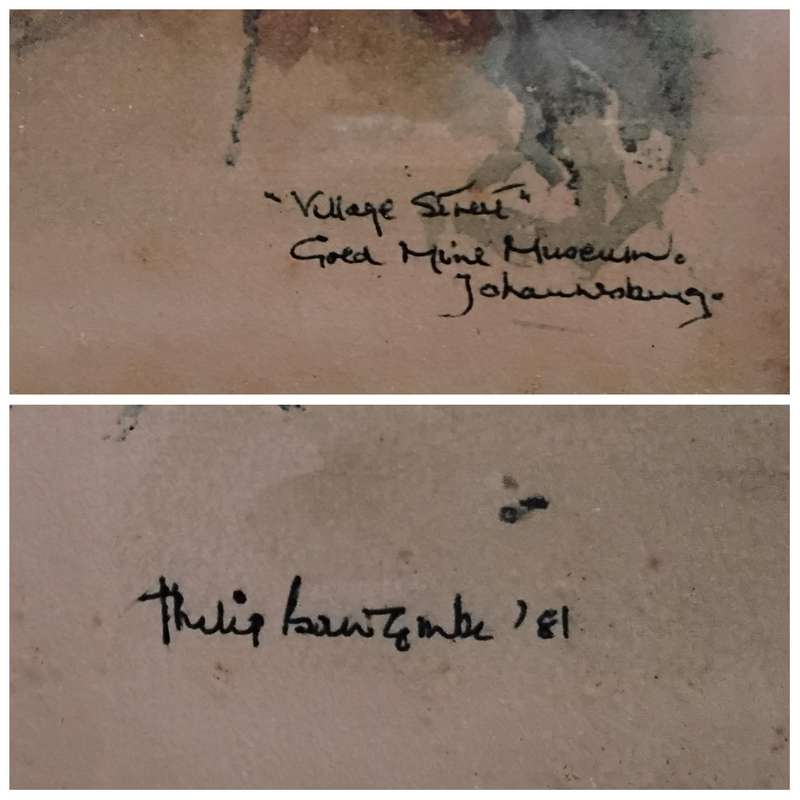 "Village Street"
Gold Mine Museum.
Johannesburg.
Philip Bawcombe '81